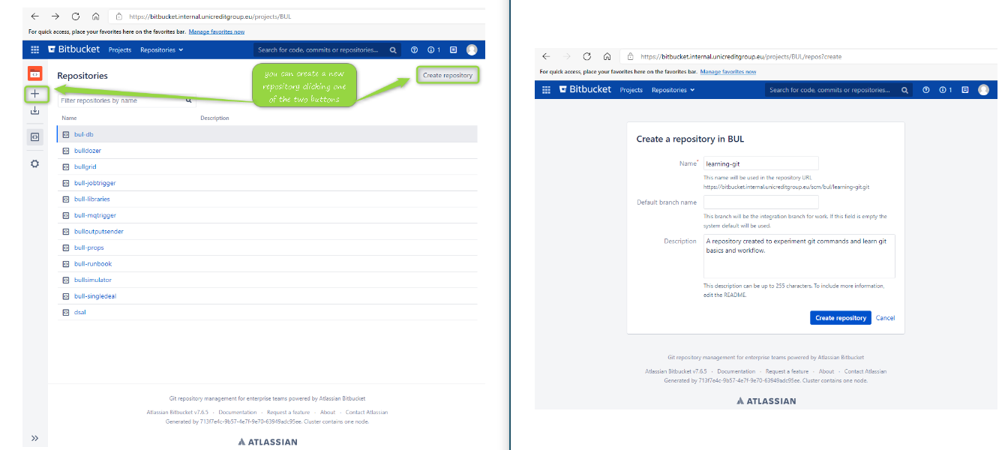 https://bitbucket.internal.unicreditgroup.eu/projects/BUL
For quick access, place your favorites here on the favorites bar. Manage favorites now
Bitbucket Projects Repositories Search for code, commits or repositories... 1
Repositories
Create repository
you can create a new
repository clicking one
of the two buttons
Filter repositories by name
Name Description
bul-db
bulldozer
bullgrid
bull-jobtrigger
bull-libraries
bull-mqtrigger
bulloutputsender
bull-props
bull-runbook
bullsimulator
bull-singledeal
dsal
Git repository management for enterprise teams powered by Atlassian Bitbucket
Atlassian Bitbucket v7.6.5 · Documentation · Request a feature · About · Contact Atlassian
Generated by 713f7e4c-9b57-4e7f-9e70-63949adc95ee. Cluster contains one node.
ATLASSIAN
https://bitbucket.internal.unicreditgroup.eu/projects/BUL/repos?create
For quick access, place your favorites here on the favorites bar. Manage favorites now
Bitbucket Projects Repositories Search for code, commits or repositories... 1
Create a repository in BUL
Name* learning-git
This name will be used in the repository URL
https://bitbucket.internal.unicreditgroup.eu/scm/bul/learning-git.git
Default branch name
This branch will be the integration branch for work. If this field is empty the
system default will be used.
Description A repository created to experiment git commands and learn git
basics and workflow.
This description can be up to 255 characters. To include more information,
edit the README.
Create repository Cancel
Git repository management for enterprise teams powered by Atlassian Bitbucket
Atlassian Bitbucket v7.6.5 · Documentation · Request a feature · About · Contact Atlassian
Generated by 713f7e4c-9b57-4e7f-9e70-63949adc95ee. Cluster contains one node.
ATLASSIAN